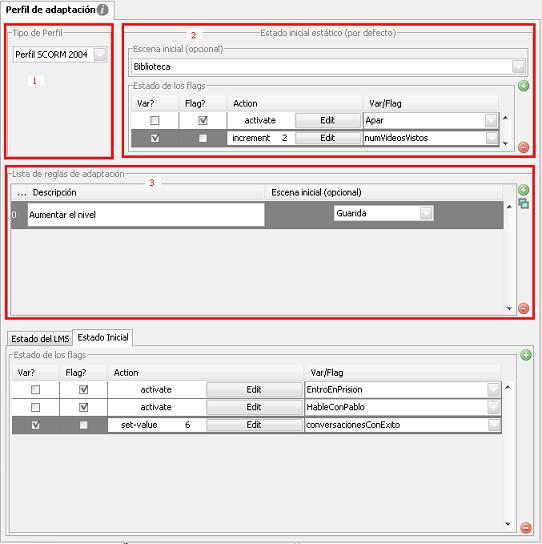 Perfil de adaptación i
Tipo de Perfil
Perfil SCORM 2004
1
2
Estado inicial estático (por defecto)
Escena inicial (opcional)
Biblioteca
Estado de los flags
Var? Flag? Action Var/Flag
activate Edit Apar
increment 2 Edit numVideosVistos
Lista de reglas de adaptación
3
... Descripción Escena inicial (opcional)
0 Aumentar el nivel Guarida
Estado del LMS Estado Inicial
Estado de los flags
Var? Flag? Action Var/Flag
activate Edit EntroEnPrision
activate Edit HableConPablo
set-value 6 Edit conversacionesConExito